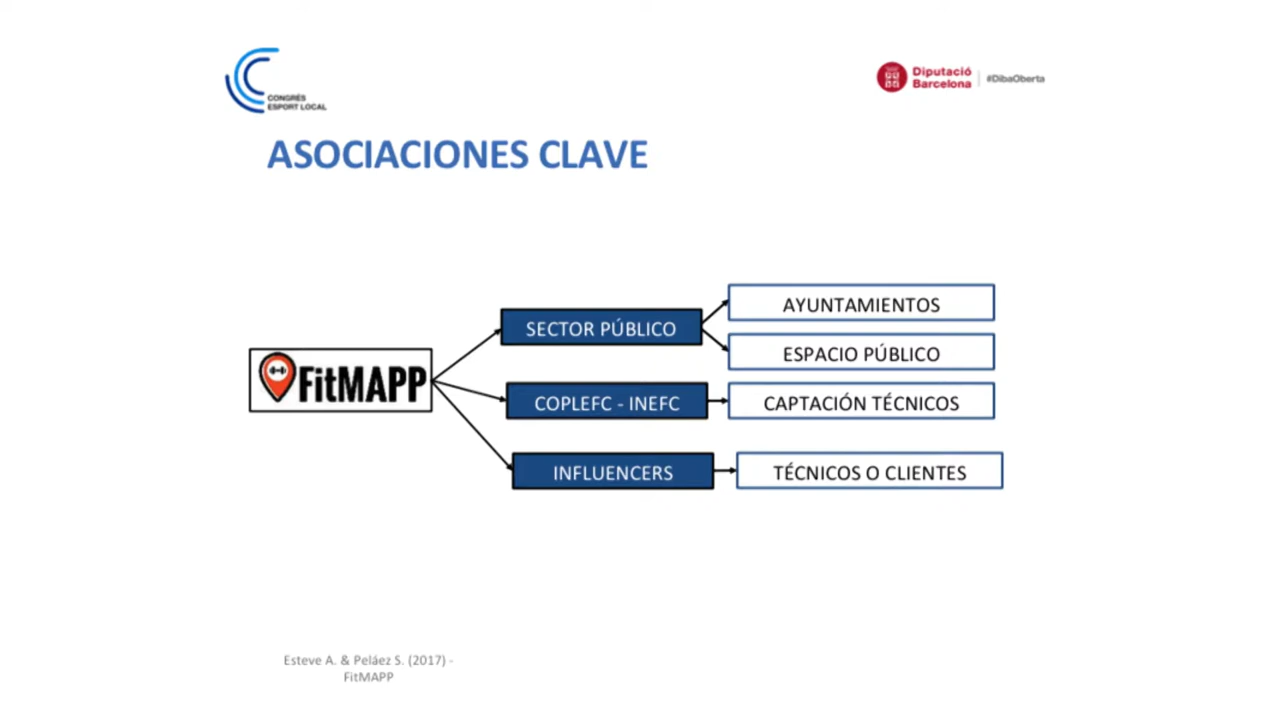 CONGRÉS
ESPORT LOCAL
Diputació
Barcelona
#DibaOberta
ASOCIACIONES CLAVE
FitMAPP
SECTOR PÚBLICO
AYUNTAMIENTOS
ESPACIO PÚBLICO
COPLEFC - INEFC
CAPTACIÓN TÉCNICOS
INFLUENCERS
TÉCNICOS O CLIENTES
Esteve A. & Peláez S. (2017) -
FitMAPP